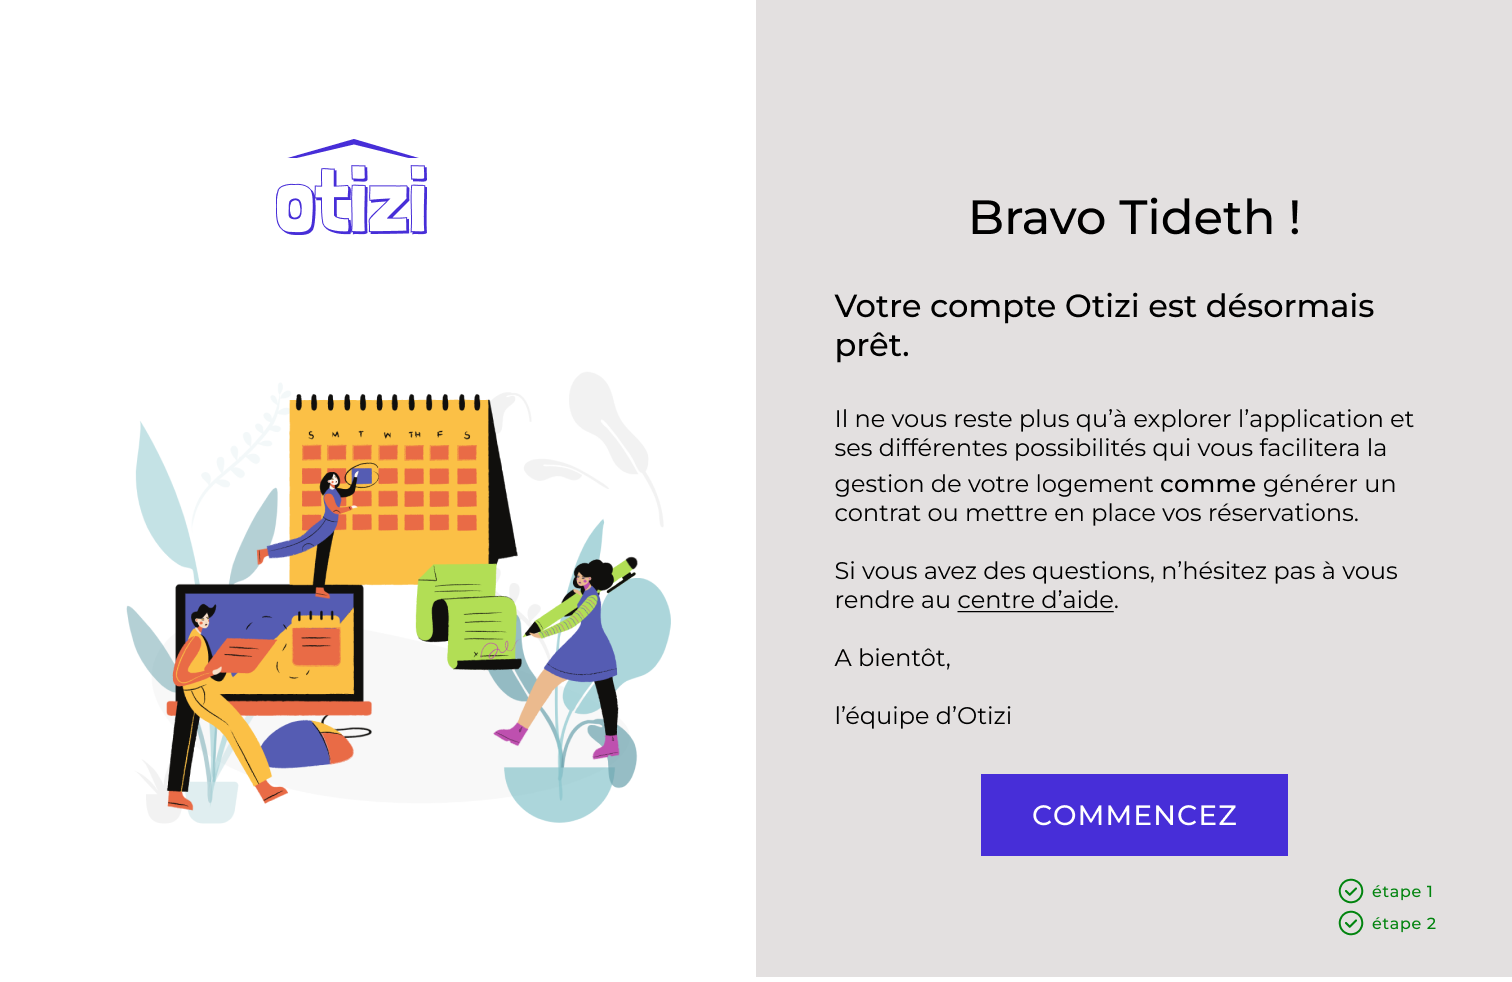 otizi
S M T W TH F S
Bravo Tideth !
Votre compte Otizi est désormais
prêt.
Il ne vous reste plus qu’à explorer l’application et
ses différentes possibilités qui vous facilitera la
gestion de votre logement comme générer un
contrat ou mettre en place vos réservations.
Si vous avez des questions, n’hésitez pas à vous
rendre au centre d’aide.
A bientôt,
l’équipe d’Otizi
COMMENCEZ
étape 1
étape 2